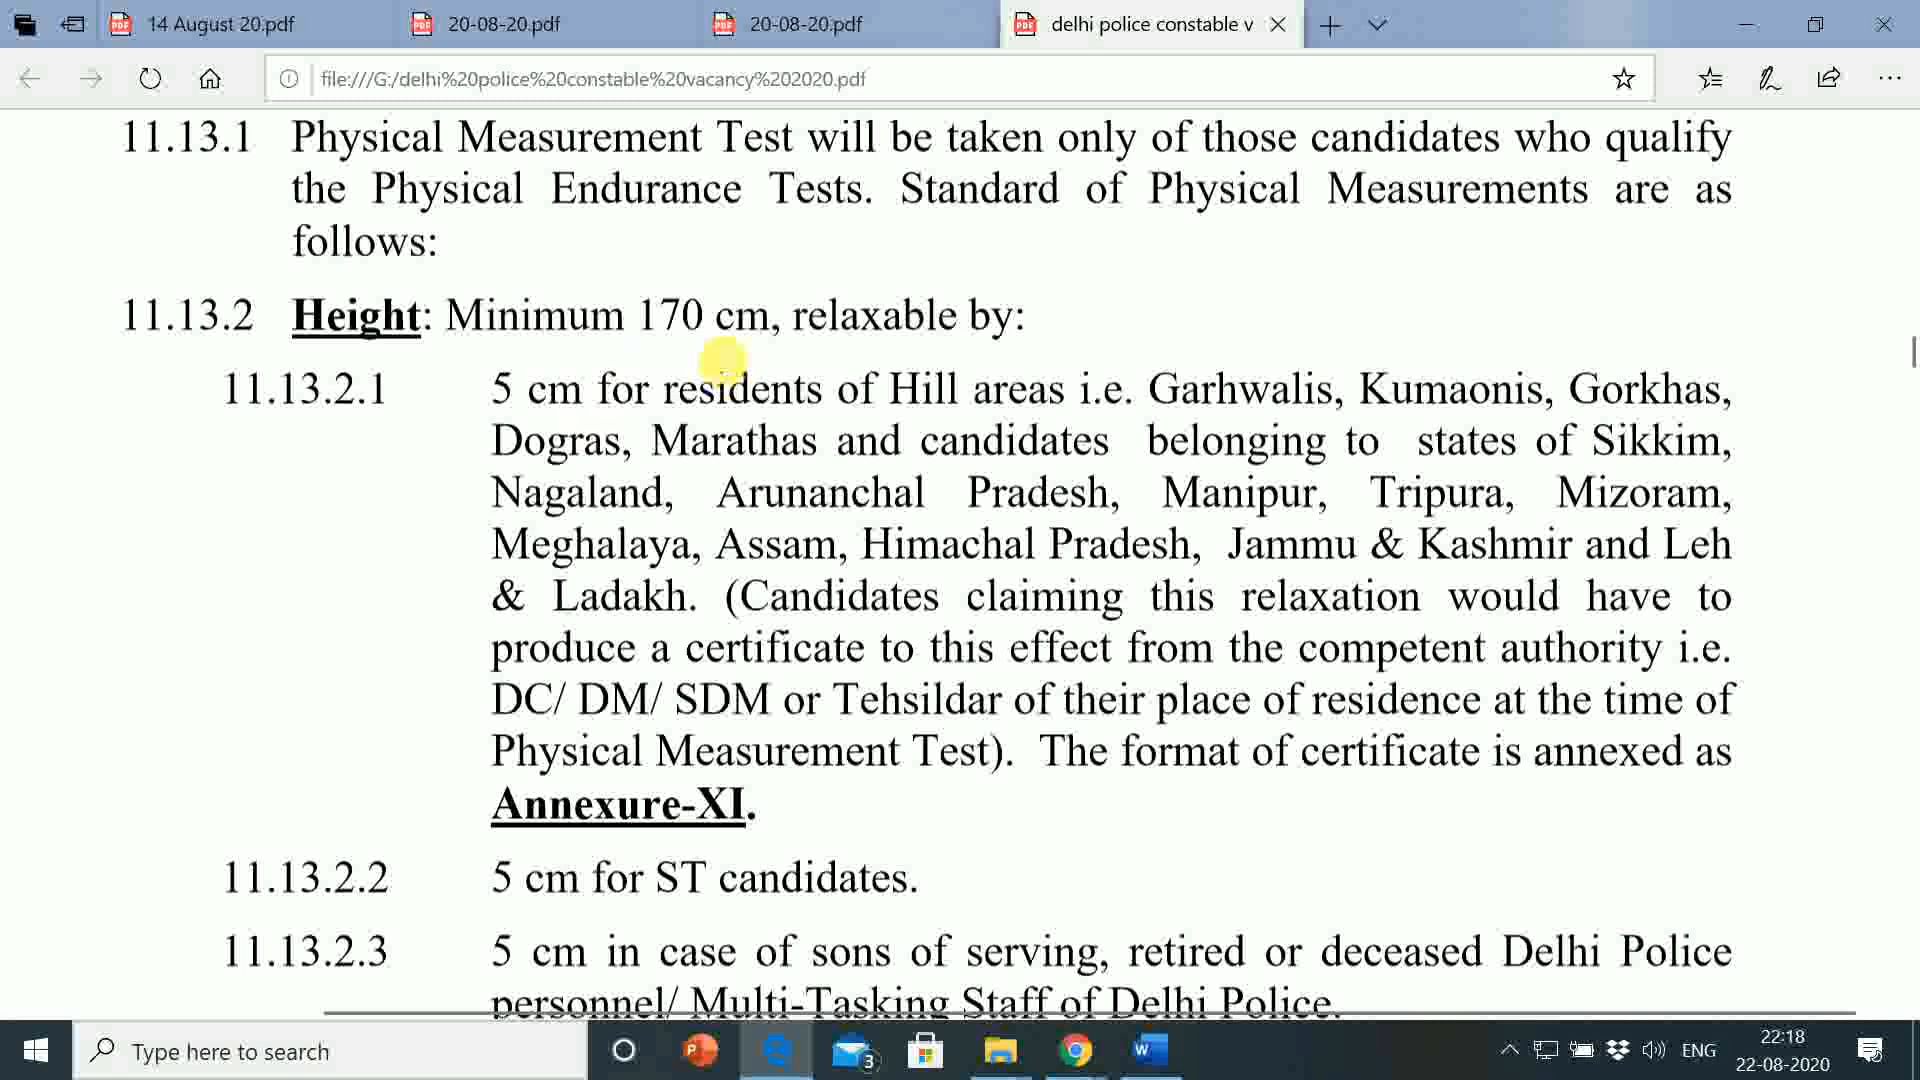 14 August 20.pdf
20-08-20.pdf
20-08-20.pdf
delhi police constable v
file:///G:/delhi%20police%20constable%20vacancy%202020.pdf
11.13.1 Physical Measurement Test will be taken only of those candidates who qualify
the Physical Endurance Tests. Standard of Physical Measurements are as
follows:
11.13.2 Height: Minimum 170 cm, relaxable by:
11.13.2.1 5 cm for residents of Hill areas i.e. Garhwalis, Kumaonis, Gorkhas,
Dogras, Marathas and candidates belonging to states of Sikkim,
Nagaland, Arunanchal Pradesh, Manipur, Tripura, Mizoram,
Meghalaya, Assam, Himachal Pradesh, Jammu & Kashmir and Leh
& Ladakh. (Candidates claiming this relaxation would have to
produce a certificate to this effect from the competent authority i.e.
DC/ DM/ SDM or Tehsildar of their place of residence at the time of
Physical Measurement Test). The format of certificate is annexed as
Annexure-XI.
11.13.2.2 5 cm for ST candidates.
11.13.2.3 5 cm in case of sons of serving, retired or deceased Delhi Police
personnel/ Multi-Tasking Staff of Delhi Police.
Type here to search
3
ENG
22:18
22-08-2020